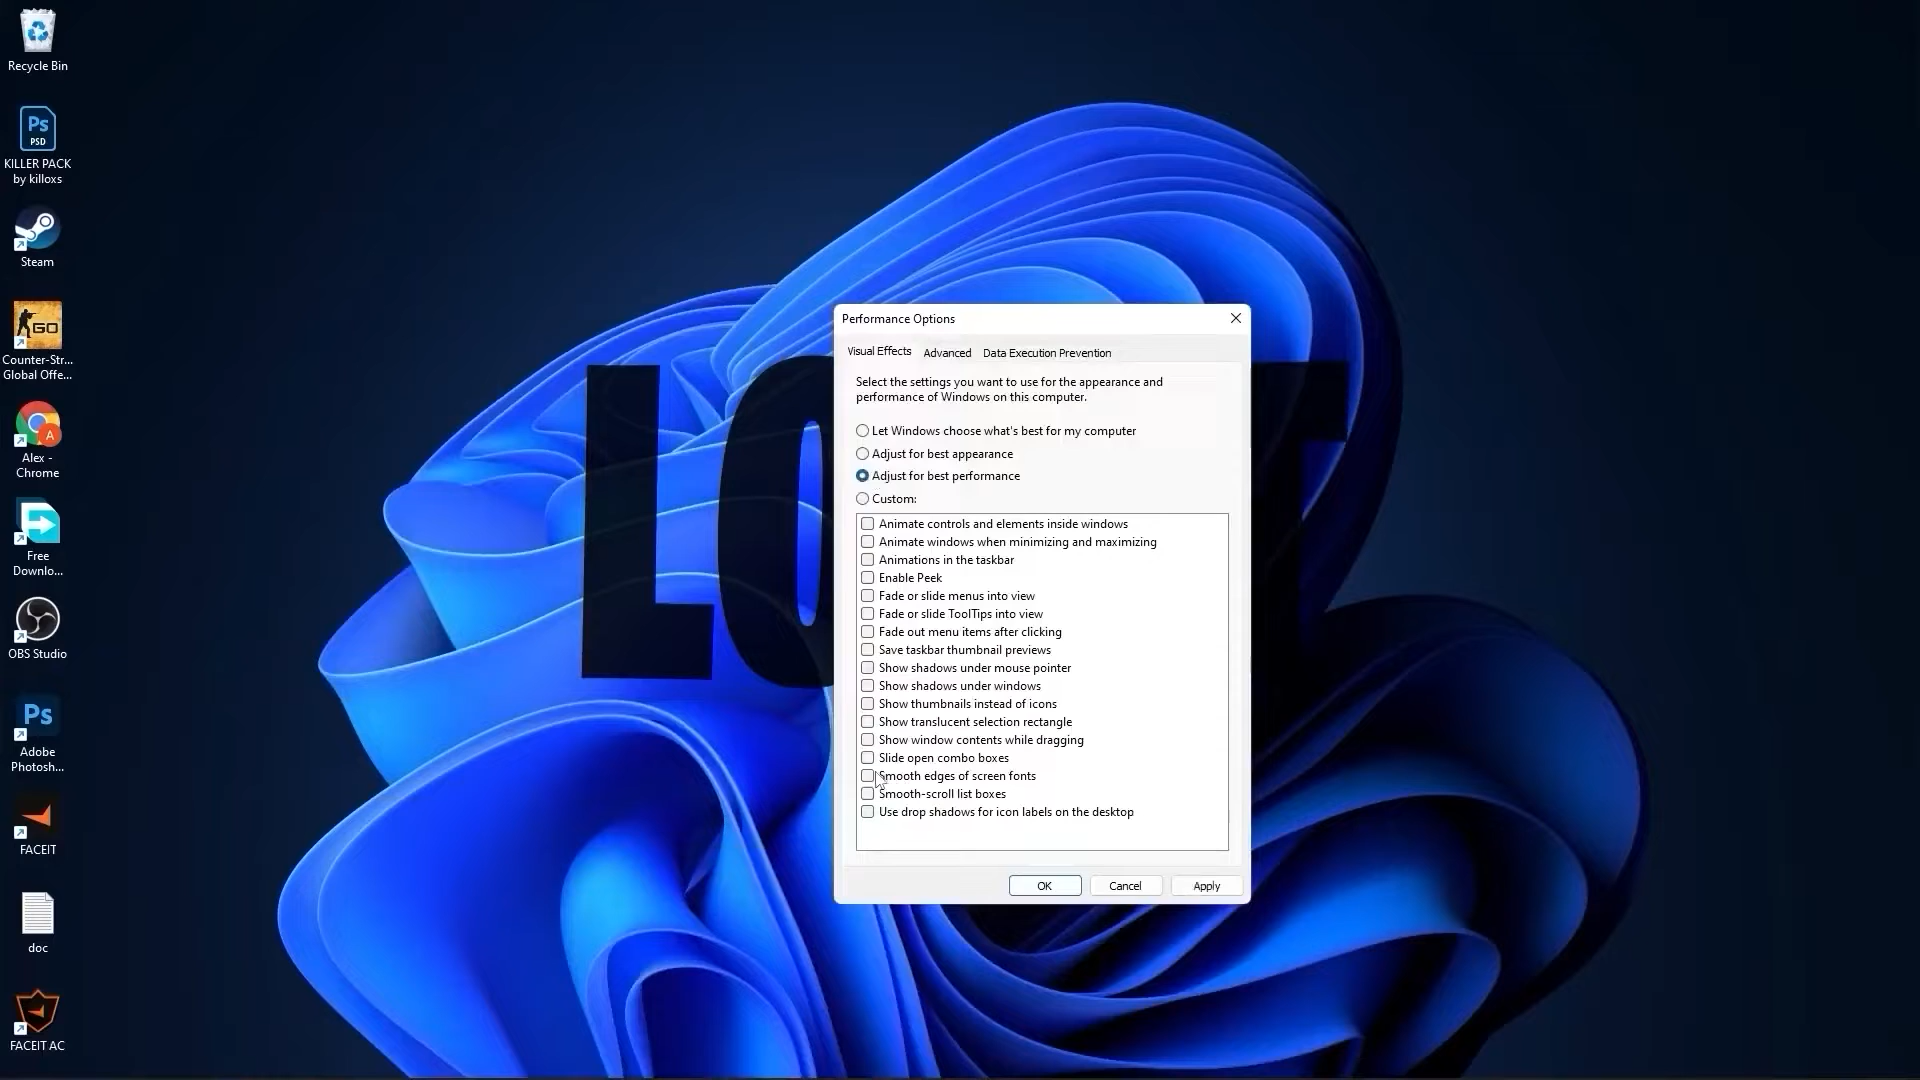 Recycle Bin
Ps
PSD
KILLER PACK
by killoxs
Steam
GO
Counter-Str...
Global Offe...
A
Alex -
Chrome
Free
Downlo...
OBS Studio
Ps
Adobe
Photosh...
FACEIT
doc
FACEIT AC
LO
Performance Options
Visual Effects
Advanced
Data Execution Prevention
Select the settings you want to use for the appearance and
performance of Windows on this computer.
Let Windows choose what's best for my computer
Adjust for best appearance
Adjust for best performance
Custom:
Animate controls and elements inside windows
Animate windows when minimizing and maximizing
Animations in the taskbar
Enable Peek
Fade or slide menus into view
Fade or slide ToolTips into view
Fade out menu items after clicking
Save taskbar thumbnail previews
Show shadows under mouse pointer
Show shadows under windows
Show thumbnails instead of icons
Show translucent selection rectangle
Show window contents while dragging
Slide open combo boxes
Smooth edges of screen fonts
Smooth-scroll list boxes
Use drop shadows for icon labels on the desktop
OK
Cancel
Apply